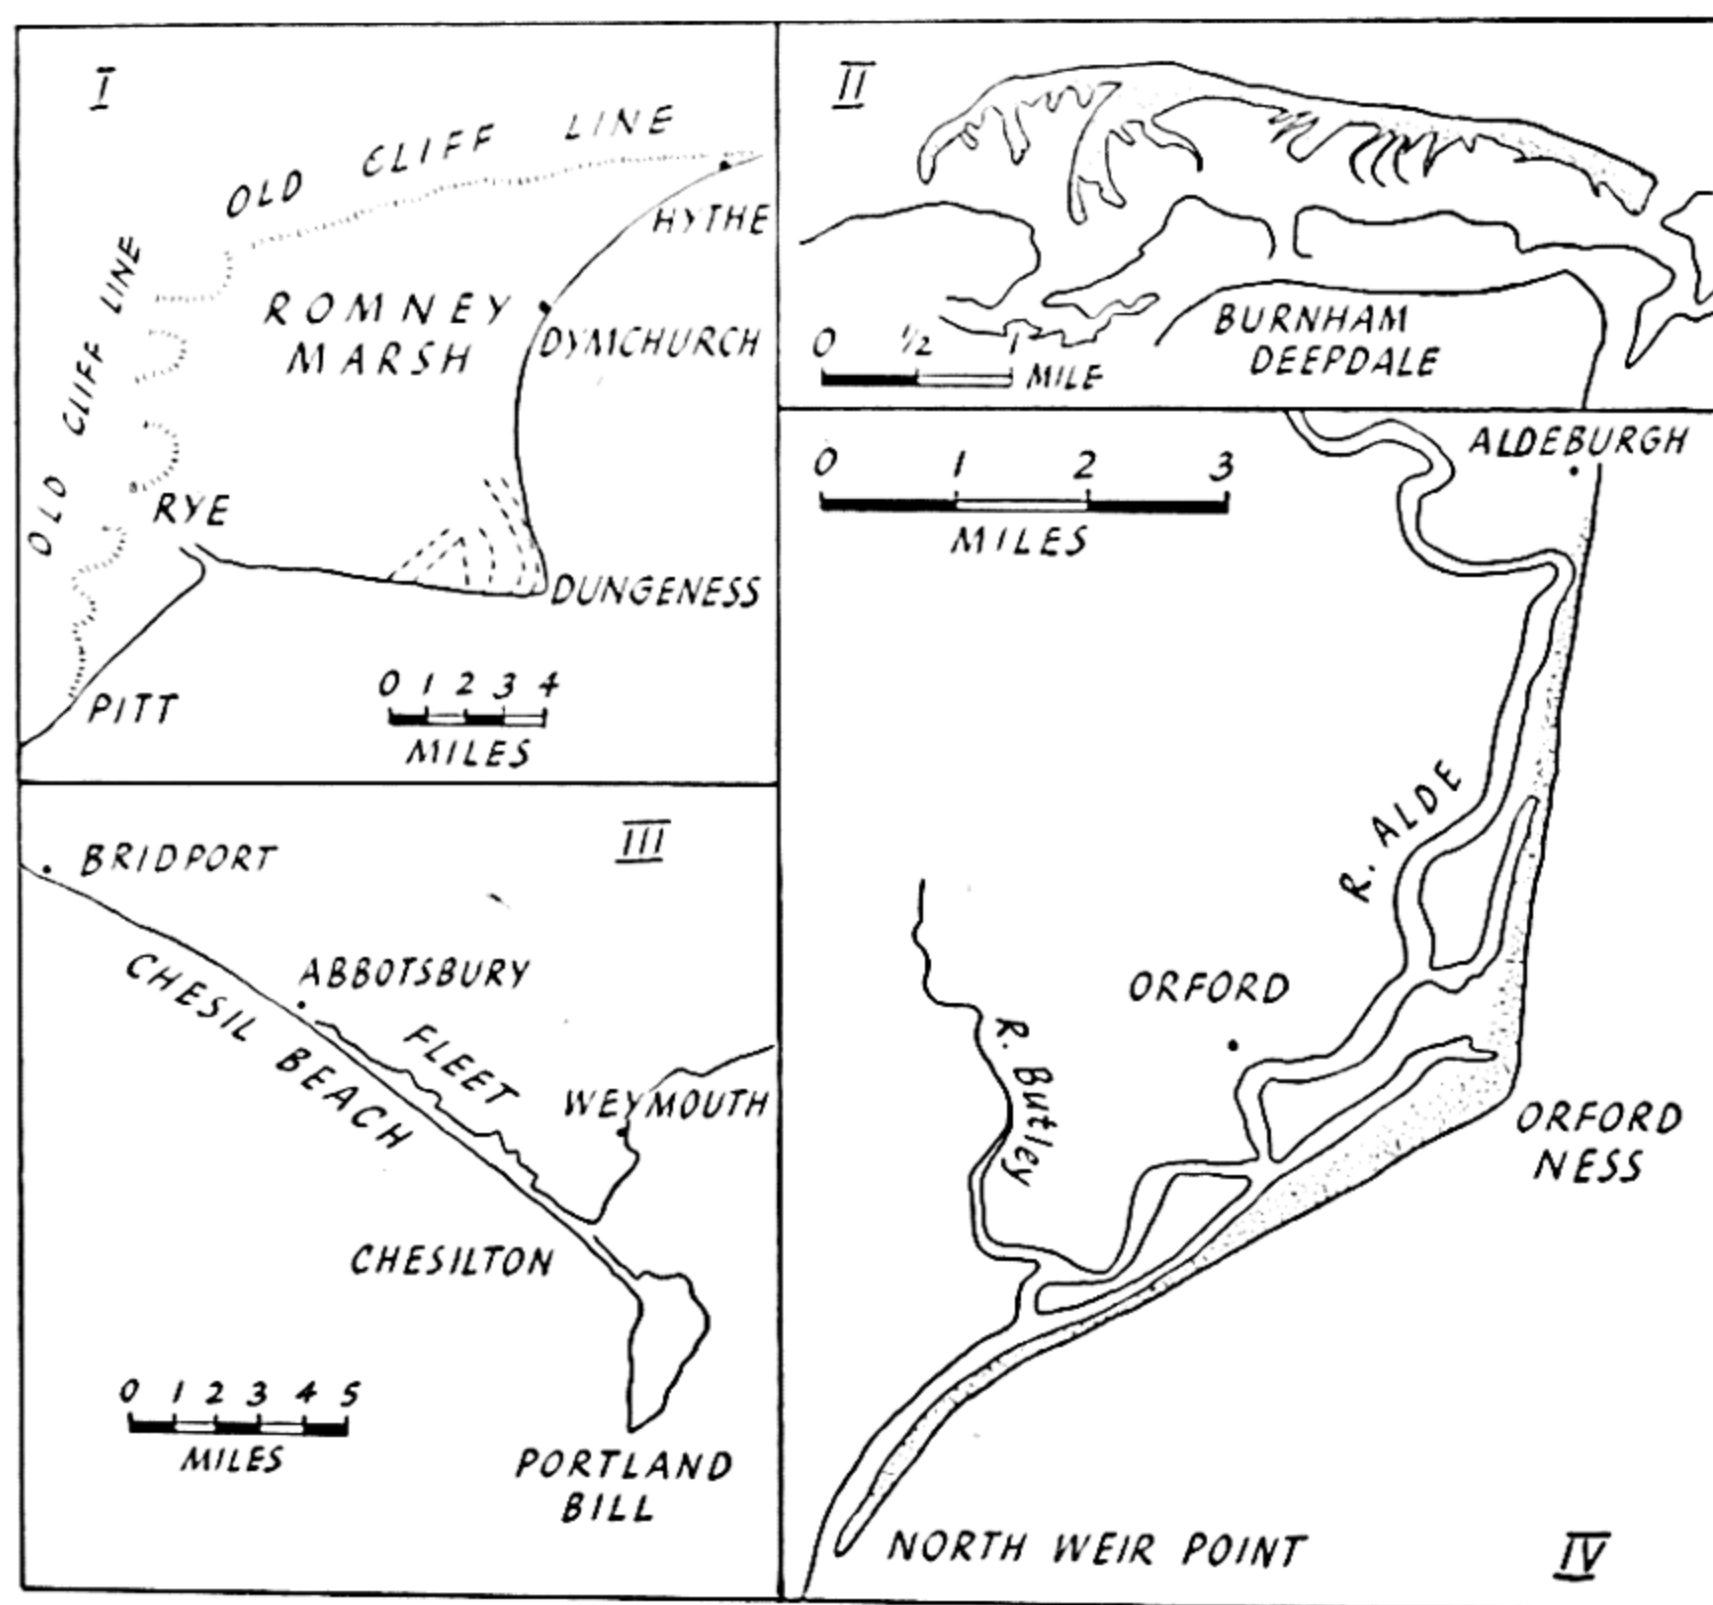 I
OLD CLIFF LINE
OLD CLIFF LINE
HYTHE
ROMNEY
MARSH
DYMCHURCH
RYE
DUNGENESS
PITT
0 1 2 3 4
MILES
II
BURNHAM
DEEPDALE
0 1/2 1
MILE
III
BRIDPORT
ABBOTSBURY
CHESIL BEACH
FLEET
WEYMOUTH
CHESILTON
0 1 2 3 4 5
MILES
PORTLAND
BILL
ALDEBURGH
0 1 2 3
MILES
R. ALDE
ORFORD
R. Butley
ORFORD
NESS
NORTH WEIR POINT
IV